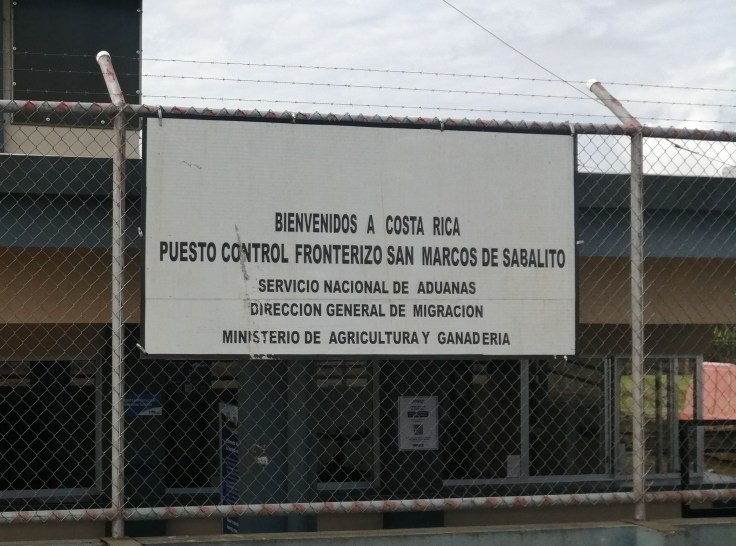 BIENVENIDOS A COSTA RICA
PUESTO CONTROL FRONTERIZO SAN MARCOS DE SABALITO
SERVICIO NACIONAL DE ADUANAS
DIRECCION GENERAL DE MIGRACION
MINISTERIO DE AGRICULTURA Y GANADERIA